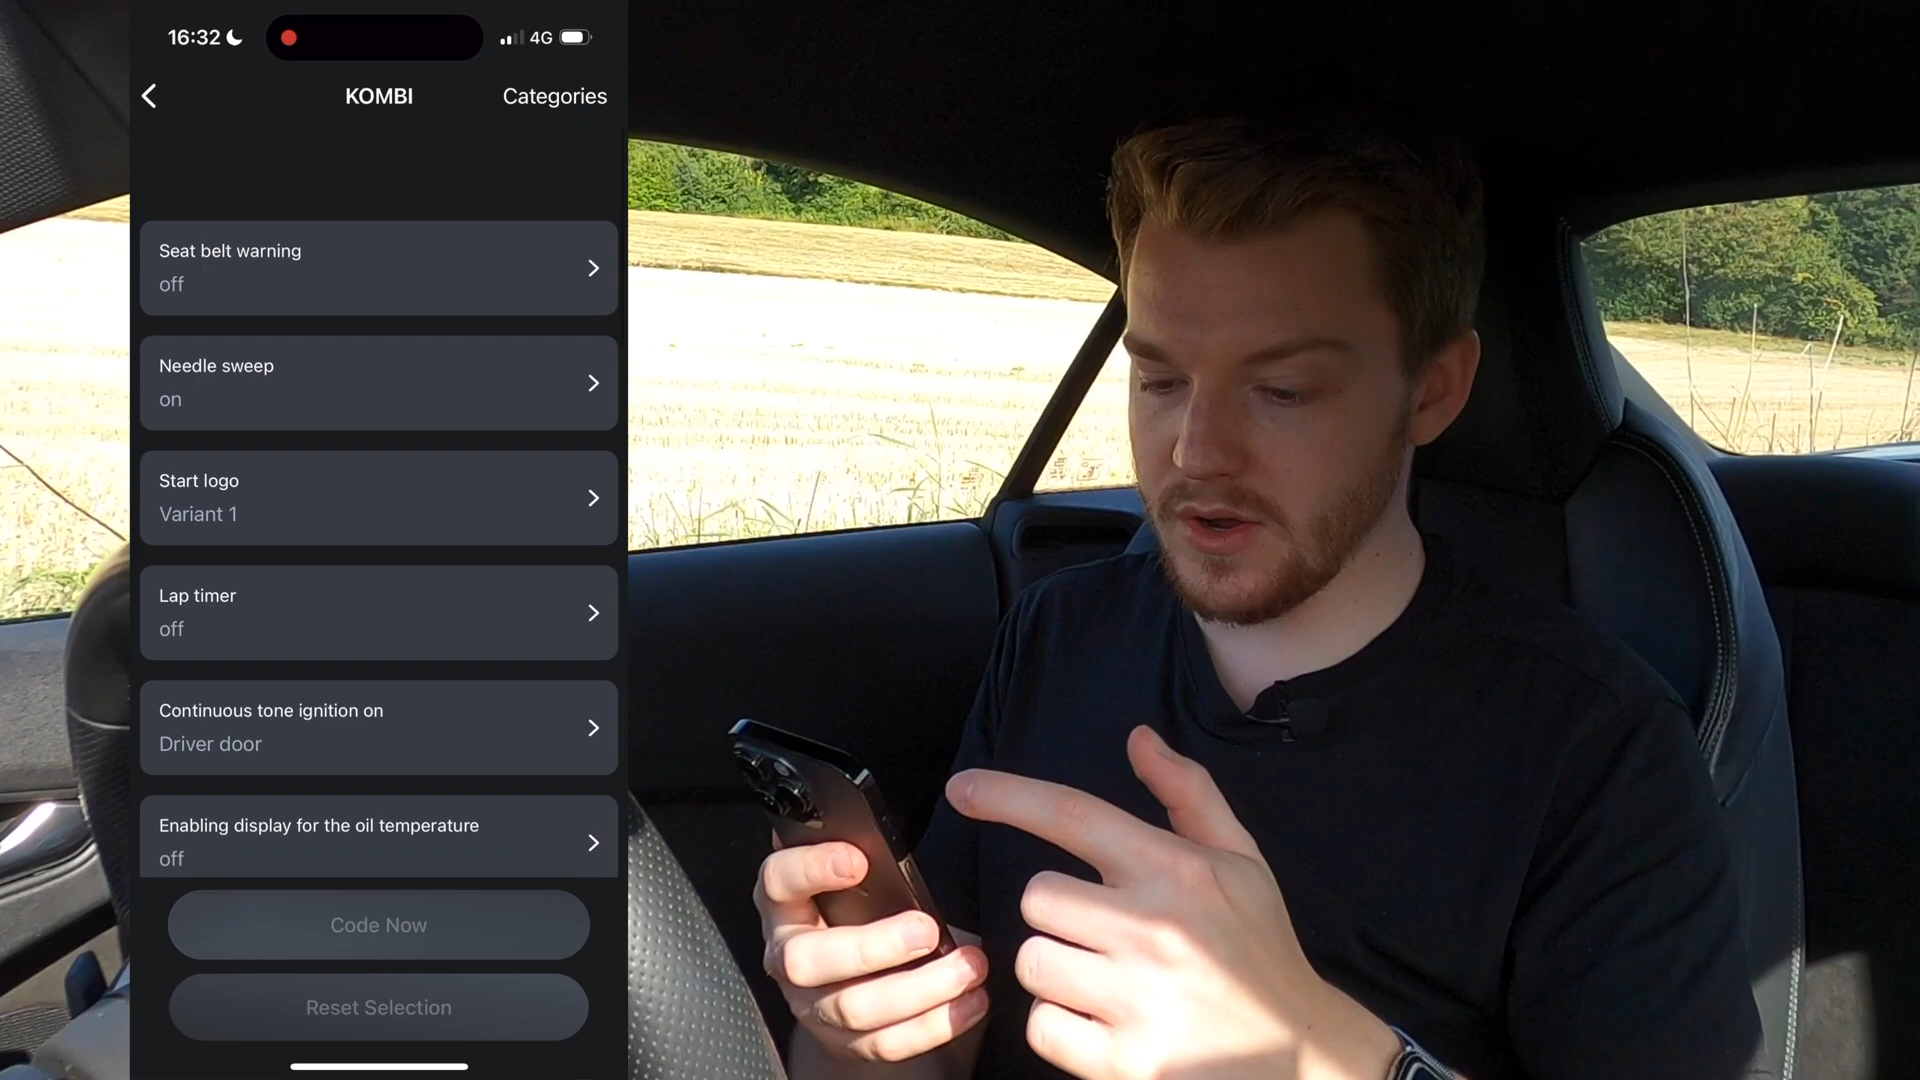 16:32
4G
KOMBI
Categories
Seat belt warning
off
Needle sweep
on
Start logo
Variant 1
Lap timer
off
Continuous tone ignition on
Driver door
Enabling display for the oil temperature
off
Code Now
Reset Selection